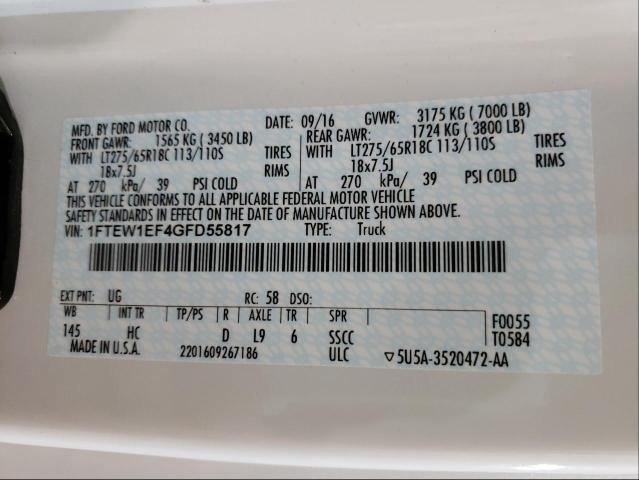 MFD. BY FORD MOTOR CO. DATE: 09/16 GVWR: 3175 KG ( 7000 LB)
FRONT GAWR: 1565 KG ( 3450 LB) REAR GAWR: 1724 KG ( 3800 LB)
WITH LT275/65R18C 113/110S TIRES WITH LT275/65R18C 113/110S TIRES
18x7.5J RIMS 18x7.5J RIMS
AT 270 kPa/ 39 PSI COLD AT 270 kPa/ 39 PSI COLD
THIS VEHICLE CONFORMS TO ALL APPLICABLE FEDERAL MOTOR VEHICLE
SAFETY STANDARDS IN EFFECT ON THE DATE OF MANUFACTURE SHOWN ABOVE.
VIN: 1FTEW1EF4GFD55817 TYPE: Truck
EXT PNT: UG RC: 58 DSO:
WB INT TR TP/PS R AXLE TR SPR F0055
145 HC D L9 6 SSCC T0584
MADE IN U.S.A. 2201609267186 ULC ▽5U5A-3520472-AA